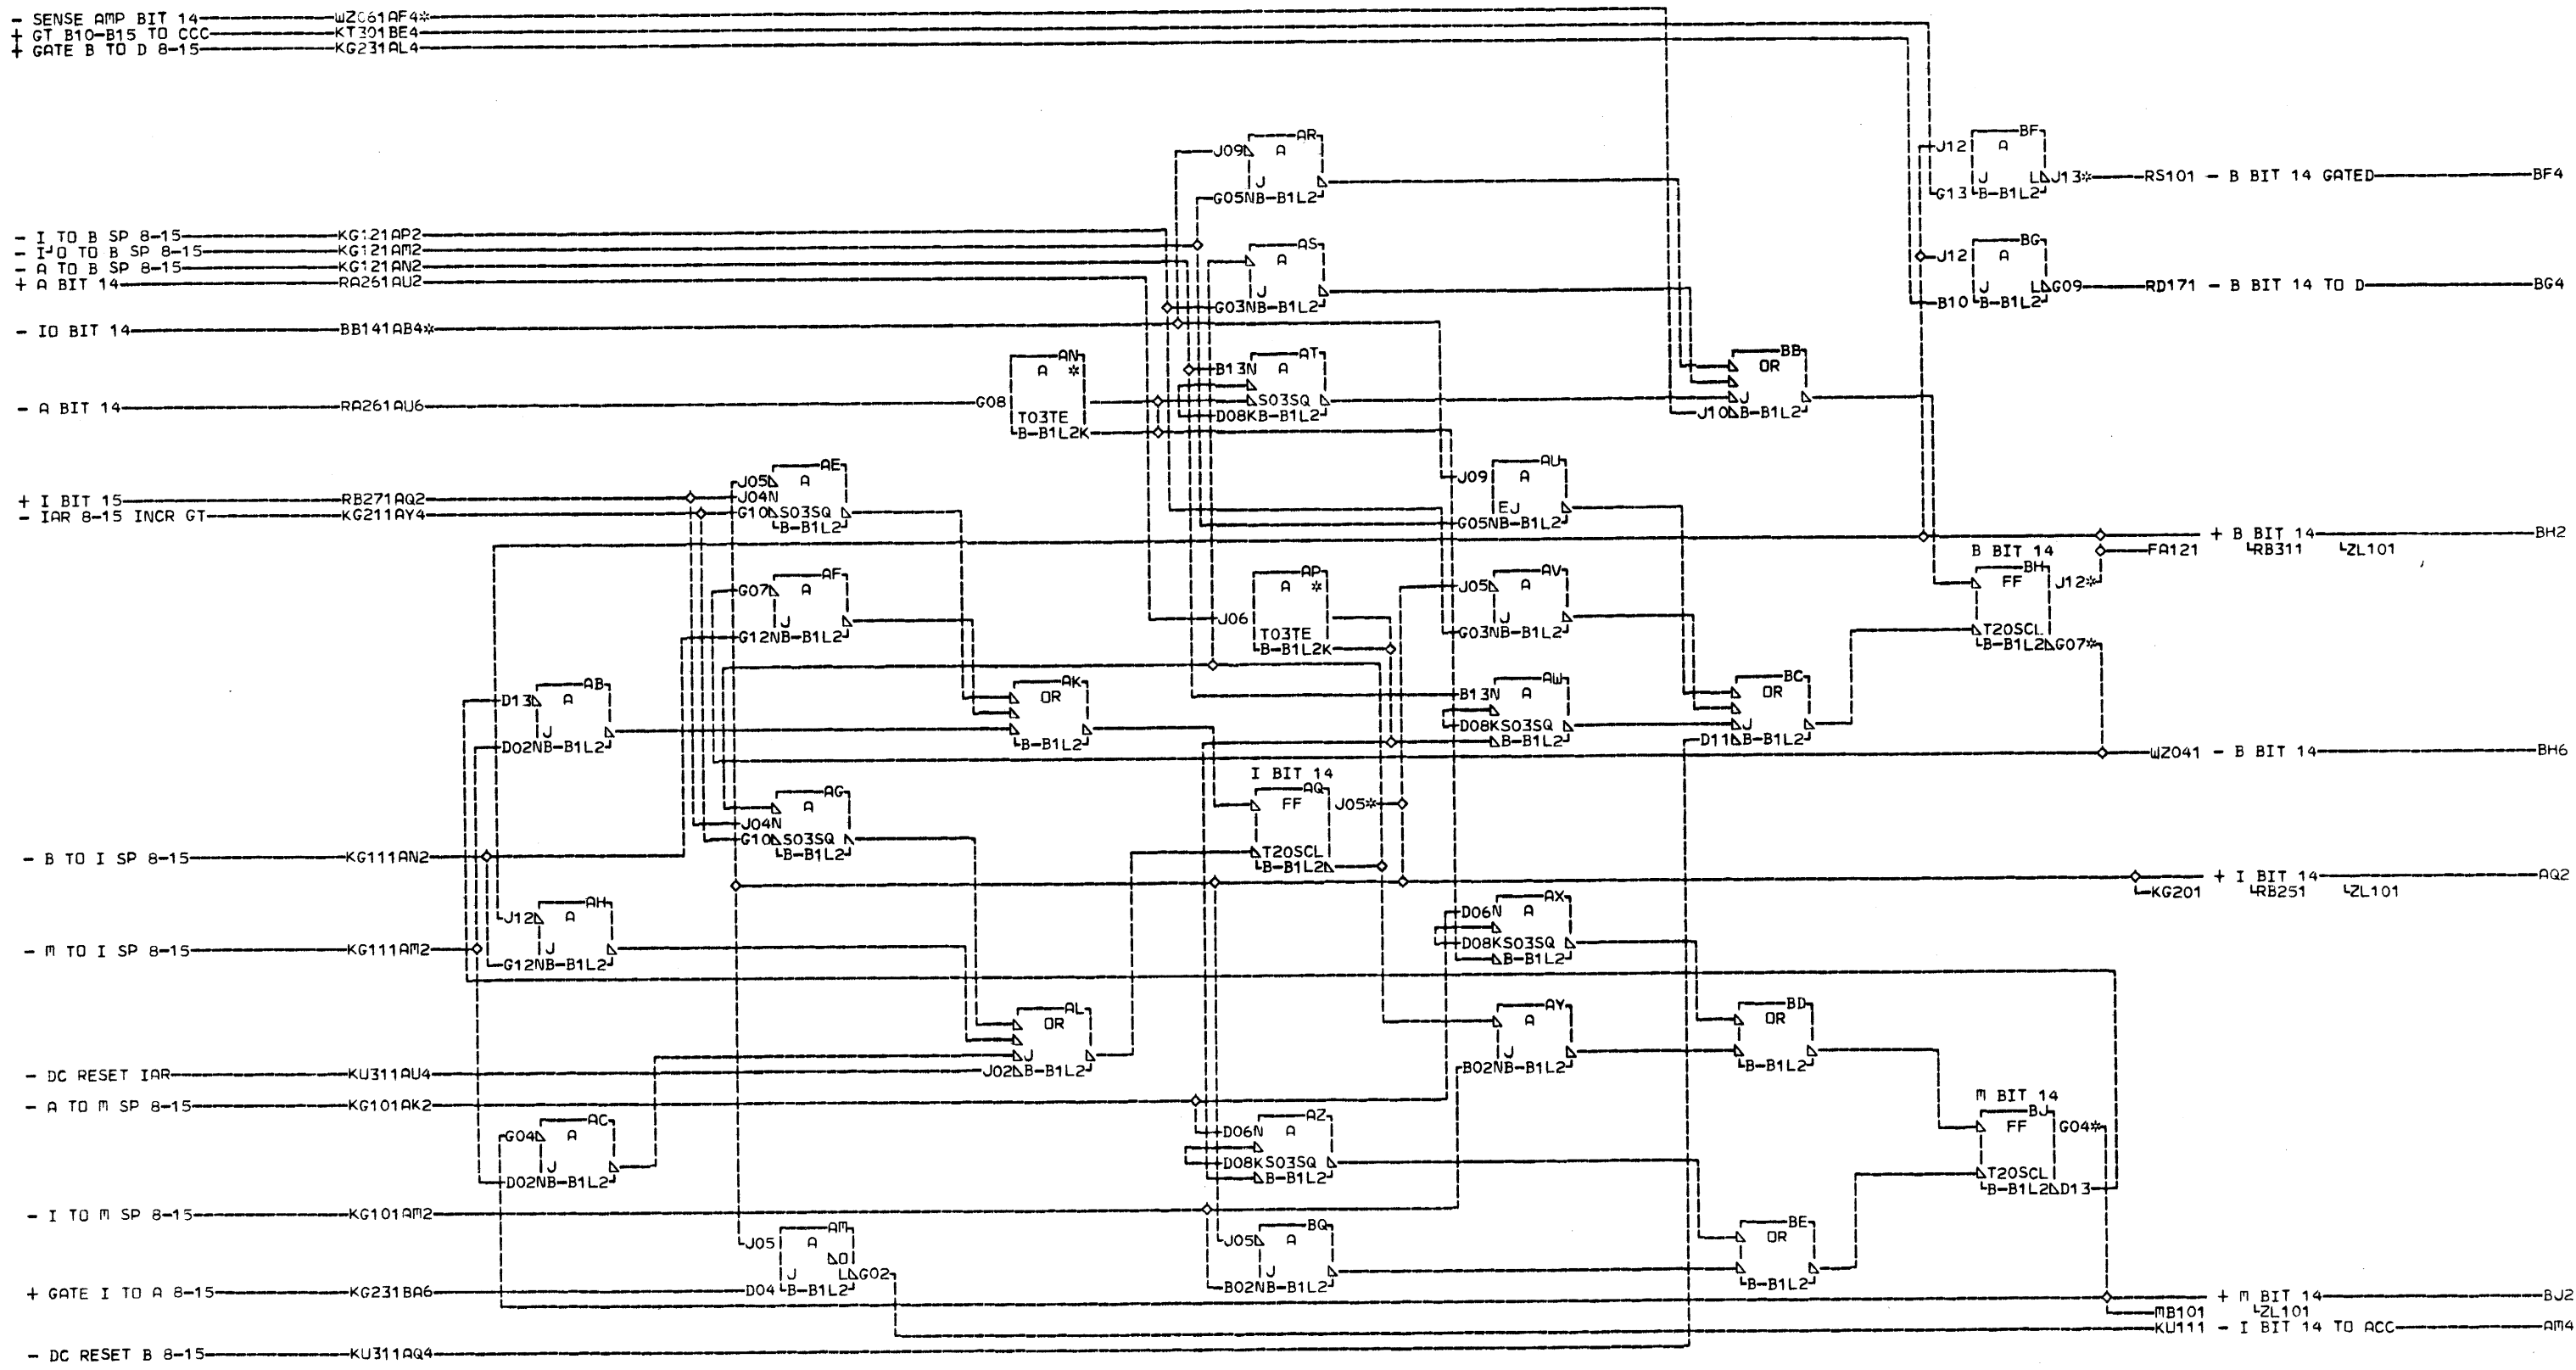 - SENSE AMP BIT 14 WZC61AF4*
+ GT B10-B15 TO CCC KT301BE4
+ GATE B TO D 8-15 KG231AL4
AR
J09 A
J
G05NB-B1L2
BF
J12 A
J L J13* RS101 - B BIT 14 GATED BF4
G13 B-B1L2
- I TO B SP 8-15 KG121AP2
- I-O TO B SP 8-15 KG121AM2
- A TO B SP 8-15 KG121AN2
+ A BIT 14 RA261AU2
AS
A
J
G03NB-B1L2
BG
J12 A
J L G09 RD171 - B BIT 14 TO D BG4
B10 B-B1L2
- IO BIT 14 BB141AB4*
AN
A *
T03TE
B-B1L2K
AT
B13N A
S03SQ
D08KB-B1L2
BB
OR
J
J10 B-B1L2
- A BIT 14 RA261AU6 G08
AE
J05 A
J04N
G10 S03SQ
B-B1L2
AU
J09 A
EJ
G05NB-B1L2
+ I BIT 15 RB271AQ2
- IAR 8-15 INCR GT KG211AY4
+ B BIT 14 BH2
FA121 RB311 ZL101
B BIT 14
BH
FF J12*
T20SCL
B-B1L2 G07*
AF
G07 A
J
G12NB-B1L2
AP
A *
J06
T03TE
B-B1L2K
AV
J05 A
J
G03NB-B1L2
AB
D13 A
J
D02NB-B1L2
AK
OR
B-B1L2
AW
B13N A
D08KS03SQ
B-B1L2
BC
OR
J
D11 B-B1L2
WZ041 - B BIT 14 BH6
AG
A
J04N
G10 S03SQ
B-B1L2
I BIT 14
AQ
FF J05*
T20SCL
B-B1L2
- B TO I SP 8-15 KG111AN2
+ I BIT 14 AQ2
KG201 RB251 ZL101
AH
J12 A
J
G12NB-B1L2
AX
D06N A
D08KS03SQ
B-B1L2
- M TO I SP 8-15 KG111AM2
AL
OR
J
J02 B-B1L2
AY
A
J
B02NB-B1L2
BD
OR
B-B1L2
- DC RESET IAR KU311AU4
- A TO M SP 8-15 KG101AK2
AC
G04 A
J
D02NB-B1L2
AZ
D06N A
D08KS03SQ
B-B1L2
M BIT 14
BJ
FF G04*
T20SCL
B-B1L2 D13
- I TO M SP 8-15 KG101AM2
AM
J05 A
O
J L G02
D04 B-B1L2
BQ
J05 A
J
B02NB-B1L2
BE
OR
B-B1L2
+ GATE I TO A 8-15 KG231BA6
+ M BIT 14 BJ2
MB101 ZL101
KU111 - I BIT 14 TO ACC AM4
- DC RESET B 8-15 KU311AQ4